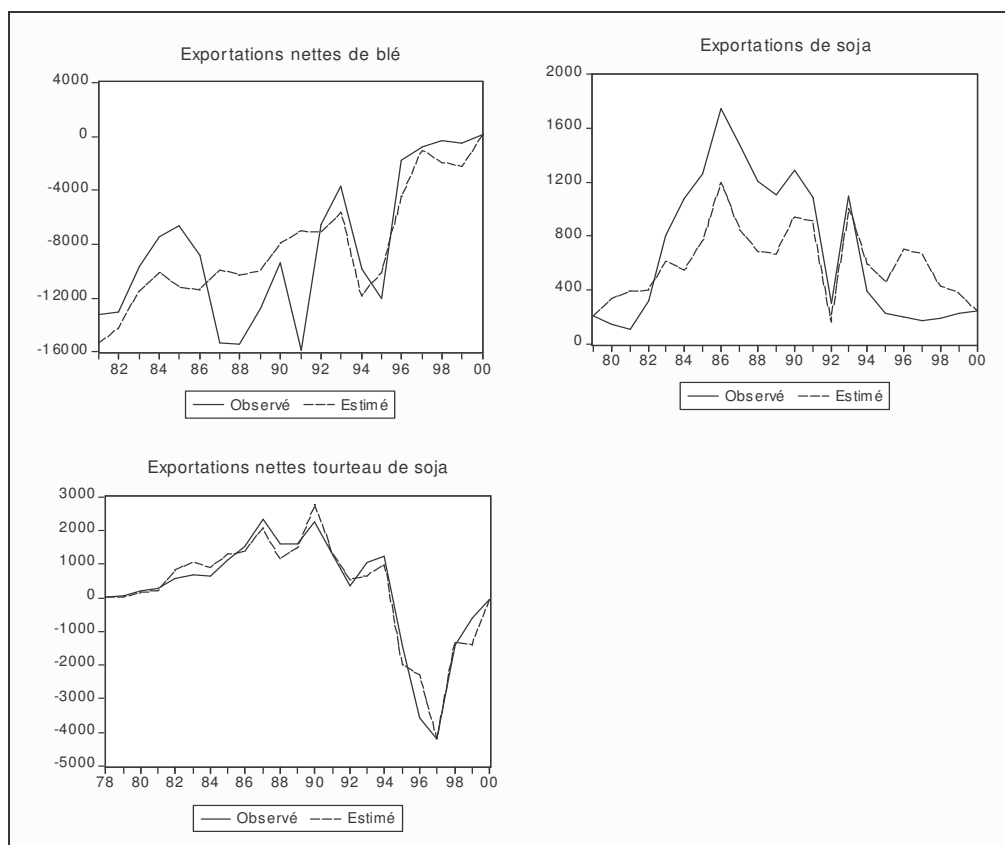 Exportations nettes de blé
4000
0
-4000
-8000
-12000
-16000
82 84 86 88 90 92 94 96 98 00
Observé Estimé
Exportations de soja
2000
1600
1200
800
400
0
80 82 84 86 88 90 92 94 96 98 00
Observé Estimé
Exportations nettes tourteau de soja
3000
2000
1000
0
-1000
-2000
-3000
-4000
-5000
78 80 82 84 86 88 90 92 94 96 98 00
Observé Estimé